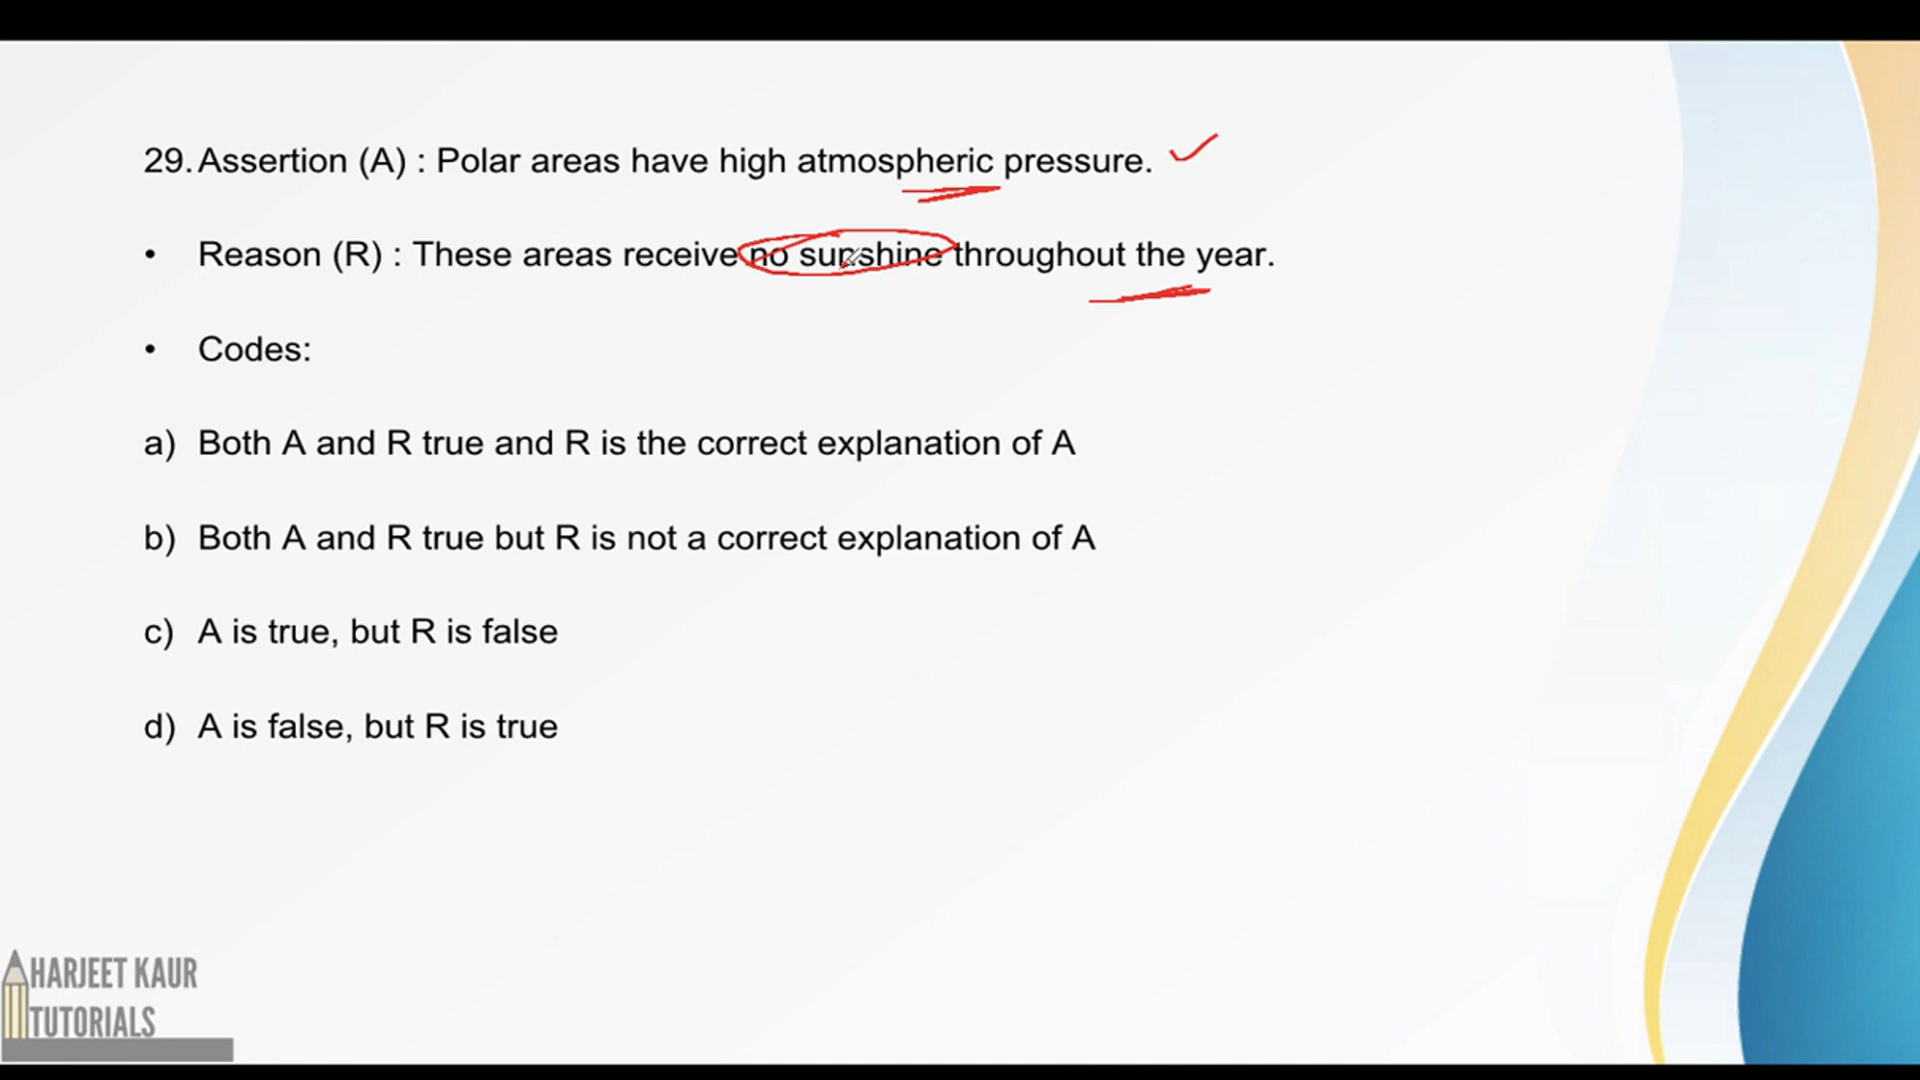 29. Assertion (A) : Polar areas have high atmospheric pressure.
• Reason (R) : These areas receive no sunshine throughout the year.
• Codes:
a) Both A and R true and R is the correct explanation of A
b) Both A and R true but R is not a correct explanation of A
c) A is true, but R is false
d) A is false, but R is true
HARJEET KAUR
TUTORIALS